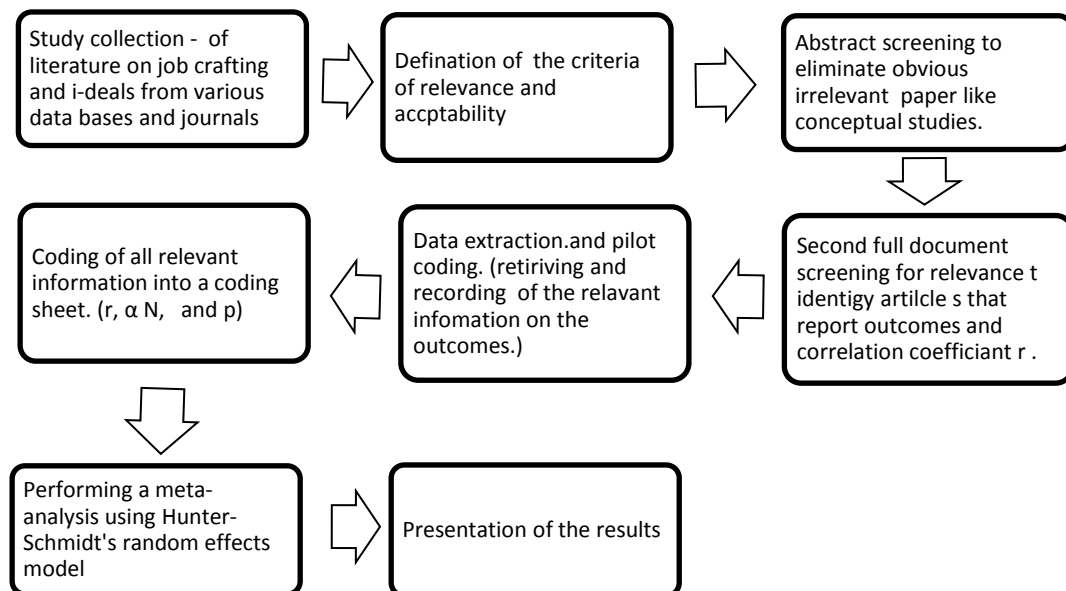 Study collection -  of
literature on job crafting
and i-deals from various
data bases and journals
Defination of  the criteria
of relevance and
accptability
Abstract screening to
eliminate obvious
irrelevant  paper like
conceptual studies.
Second full document
screening for relevance t
identigy artilcle s that
report outcomes and
correlation coefficiant r .
Data extraction.and pilot
coding. (retiriving and
recording  of the relavant
infomation on the
outcomes.)
Coding of all relevant
information into a coding
sheet. (r, α N,   and p)
Performing a meta-
analysis using Hunter-
Schmidt's random effects
model
Presentation of the results